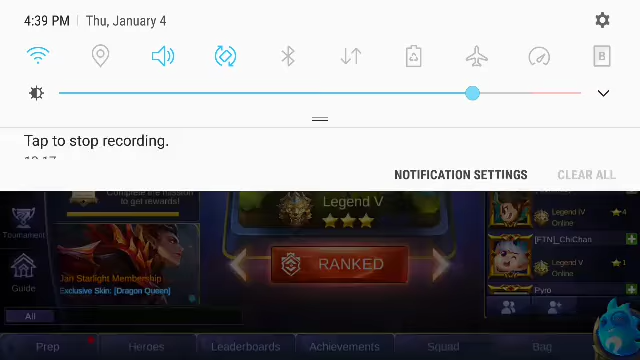 4:39 PM | Thu, January 4
B
Tap to stop recording.
NOTIFICATION SETTINGS CLEAR ALL
Complete the mission
to get rewards!
Tournament
Guide
Jan Starlight Membership
Exclusive Skin: [Dragon Queen]
All
Legend V
RANKED
Legend IV
4
Online
[FTN]_ChiChan
Legend V
1
Online
Pyro
Prep Heroes Leaderboards Achievements Squad Bag